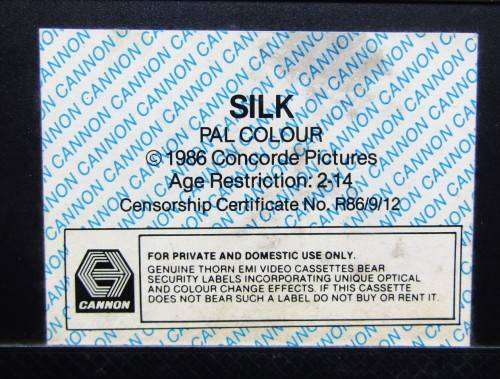 SILK
PAL COLOUR
© 1986 Concorde Pictures
Age Restriction: 2-14
Censorship Certificate No. R86/9/12
FOR PRIVATE AND DOMESTIC USE ONLY.
GENUINE THORN EMI VIDEO CASSETTES BEAR
SECURITY LABELS INCORPORATING UNIQUE OPTICAL
AND COLOUR CHANGE EFFECTS. IF THIS CASSETTE
DOES NOT BEAR SUCH A LABEL DO NOT BUY OR RENT IT.
CANNON